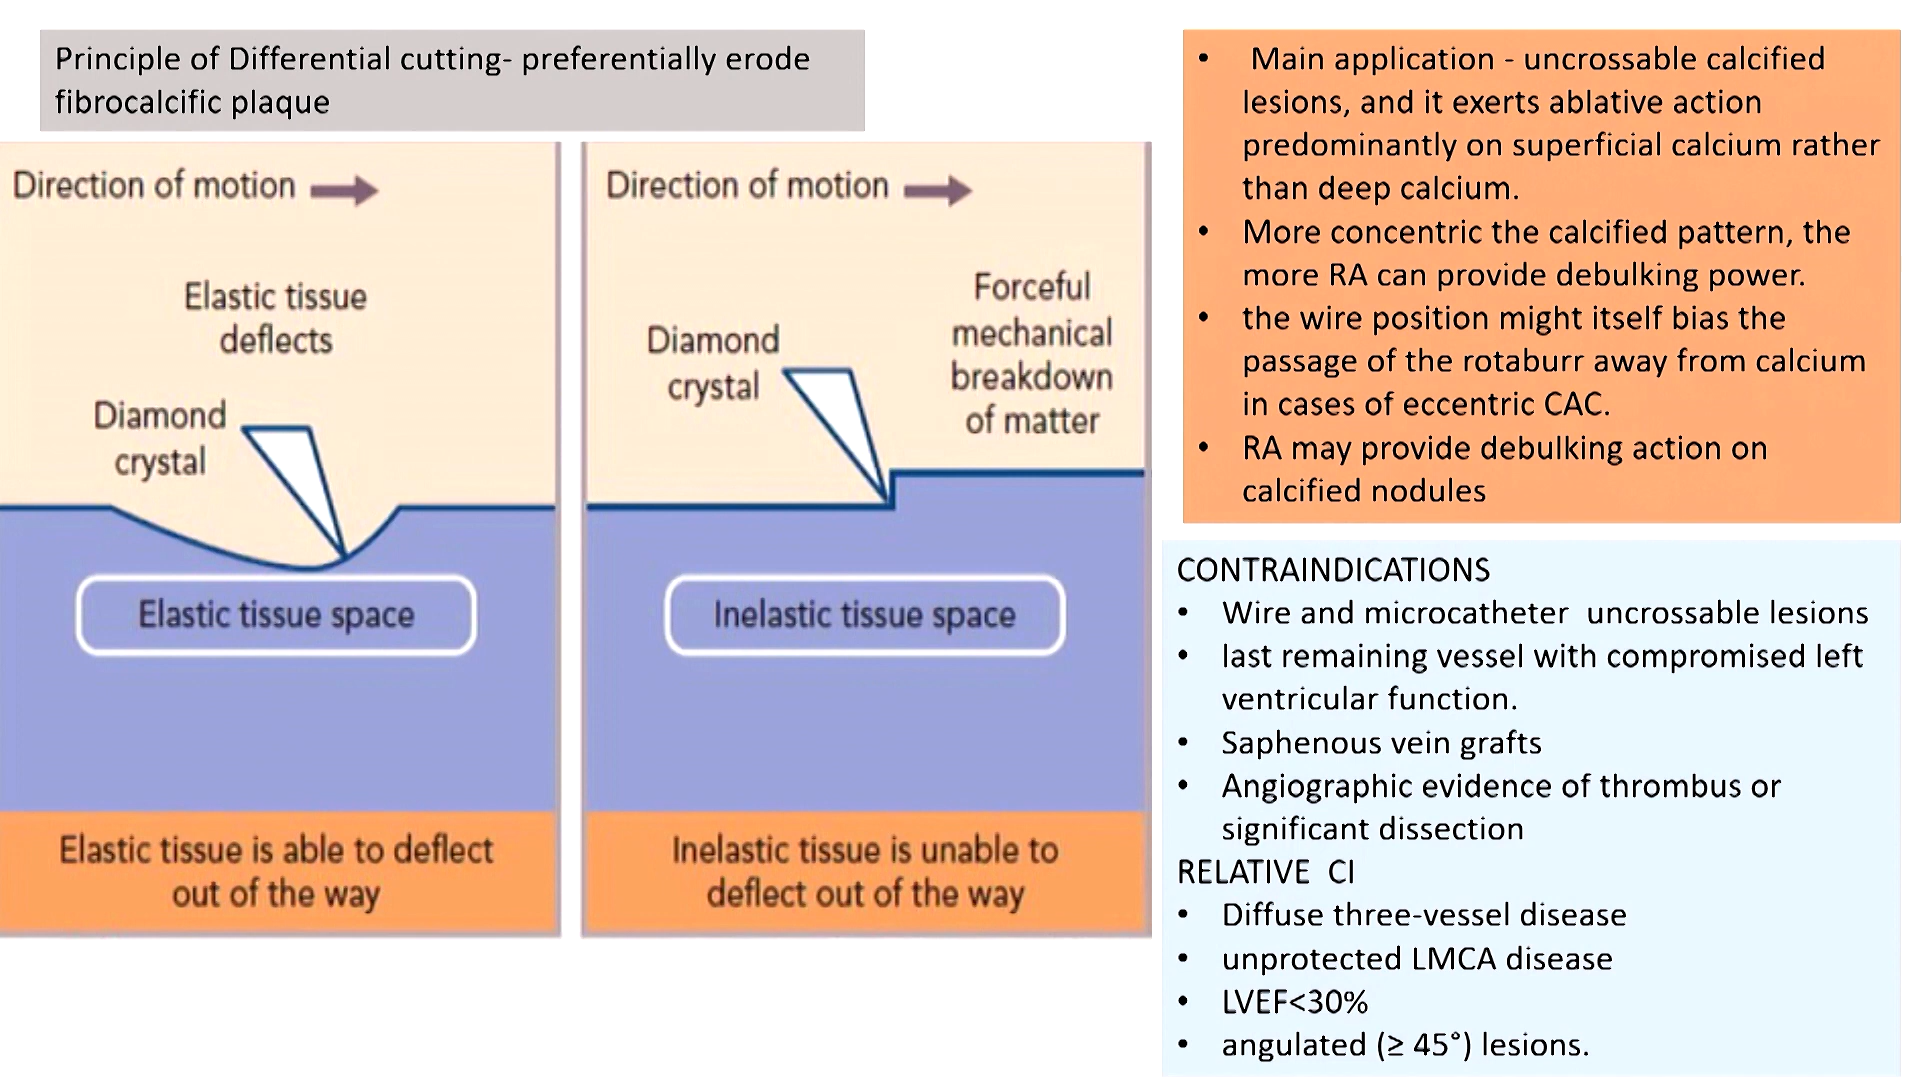 Principle of Differential cutting- preferentially erode
fibrocalcific plaque
Direction of motion
Elastic tissue
deflects
Diamond
crystal
Elastic tissue space
Elastic tissue is able to deflect
out of the way
Direction of motion
Diamond
crystal
Forceful
mechanical
breakdown
of matter
Inelastic tissue space
Inelastic tissue is unable to
deflect out of the way
• Main application - uncrossable calcified
lesions, and it exerts ablative action
predominantly on superficial calcium rather
than deep calcium.
• More concentric the calcified pattern, the
more RA can provide debulking power.
• the wire position might itself bias the
passage of the rotaburr away from calcium
in cases of eccentric CAC.
• RA may provide debulking action on
calcified nodules
CONTRAINDICATIONS
• Wire and microcatheter uncrossable lesions
• last remaining vessel with compromised left
ventricular function.
• Saphenous vein grafts
• Angiographic evidence of thrombus or
significant dissection
RELATIVE CI
• Diffuse three-vessel disease
• unprotected LMCA disease
• LVEF<30%
• angulated (≥ 45°) lesions.